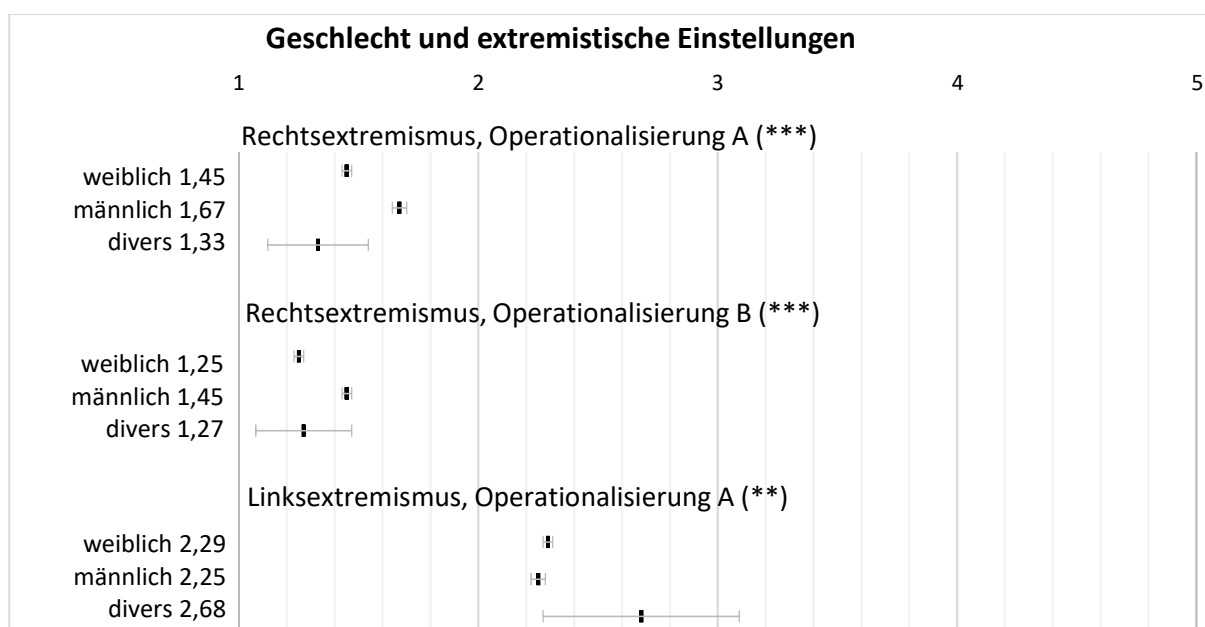 Geschlecht und extremistische Einstellungen
1 2 3 4 5
Rechtsextremismus, Operationalisierung A (***)
weiblich 1,45
männlich 1,67
divers 1,33
Rechtsextremismus, Operationalisierung B (***)
weiblich 1,25
männlich 1,45
divers 1,27
Linksextremismus, Operationalisierung A (**)
weiblich 2,29
männlich 2,25
divers 2,68